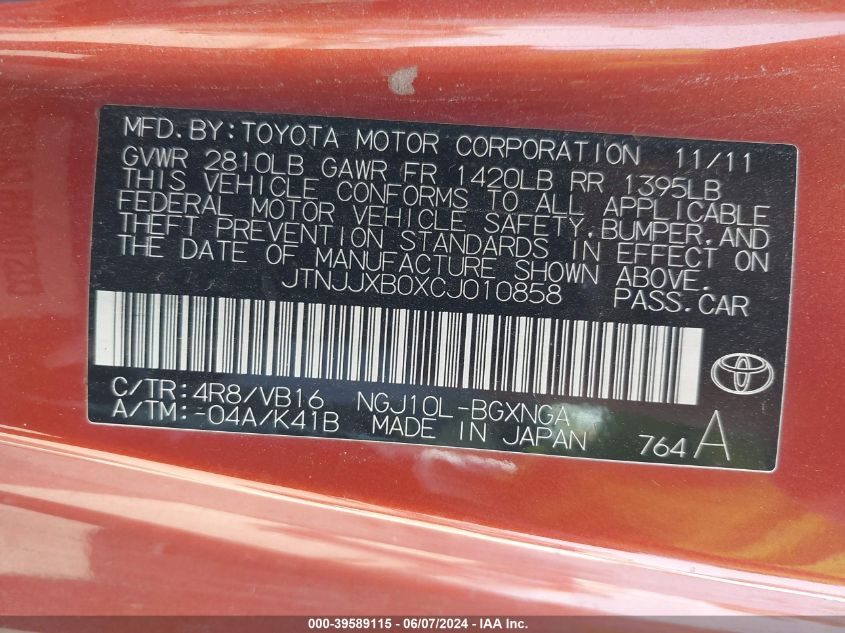 MFD.BY:TOYOTA MOTOR CORPORATION 11/11
GVWR 2810LB GAWR FR 1420LB RR 1395LB
THIS VEHICLE CONFORMS TO ALL APPLICABLE
FEDERAL MOTOR VEHICLE SAFETY,BUMPER,AND
THEFT PREVENTION STANDARDS IN EFFECT ON
THE DATE OF MANUFACTURE SHOWN ABOVE.
JTNJJXB0XCJ010858 PASS.CAR
C/TR:4R8/VB16 NGJ10L-BGXNGA
A/TM:-04A/K41B MADE IN JAPAN 764 A
000-39589115 - 06/07/2024 - IAA Inc.